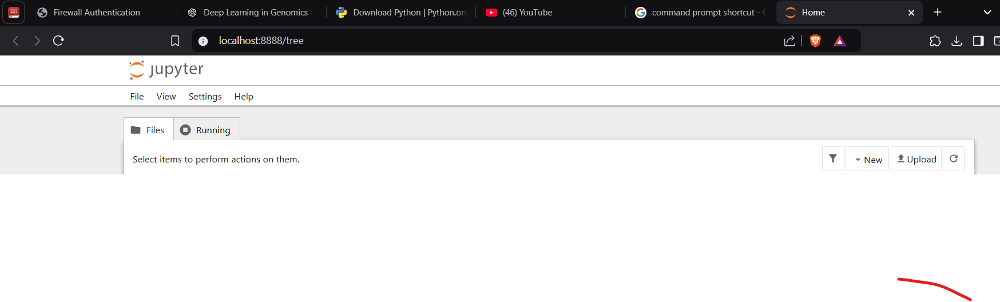 Firewall Authentication
Deep Learning in Genomics
Download Python | Python.org
(46) YouTube
command prompt shortcut - G
Home
localhost:8888/tree
jupyter
File View Settings Help
Files Running
Select items to perform actions on them.
New Upload